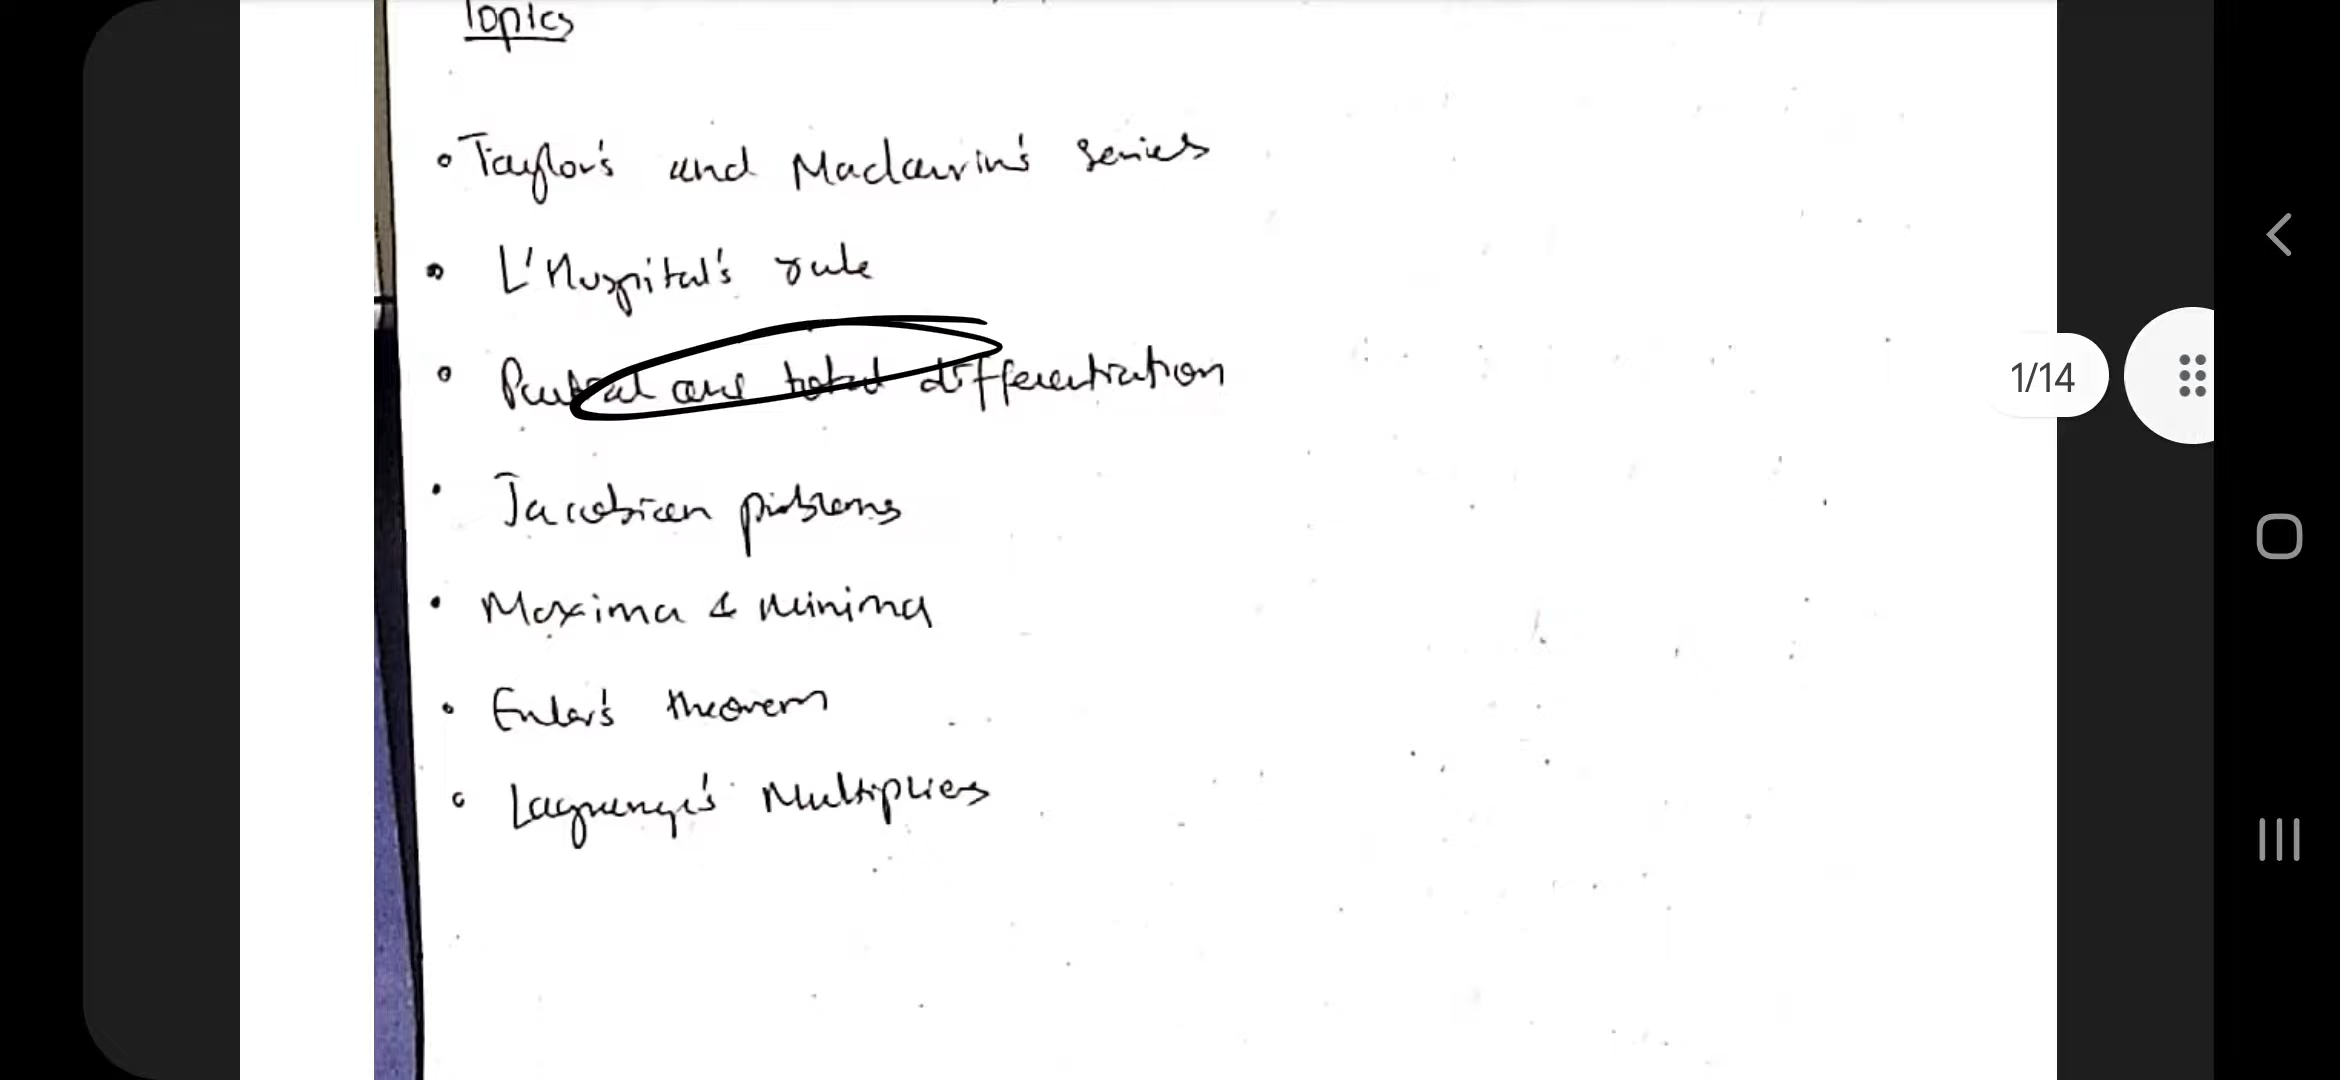 Topics
• Taylor's and Maclaurin's series
• L'Hospital's rule
• Partial and total differentiation
1/14
• Jacobian problems
• Maxima & Minima
• Euler's theorem
• Lagrange's Multipliers